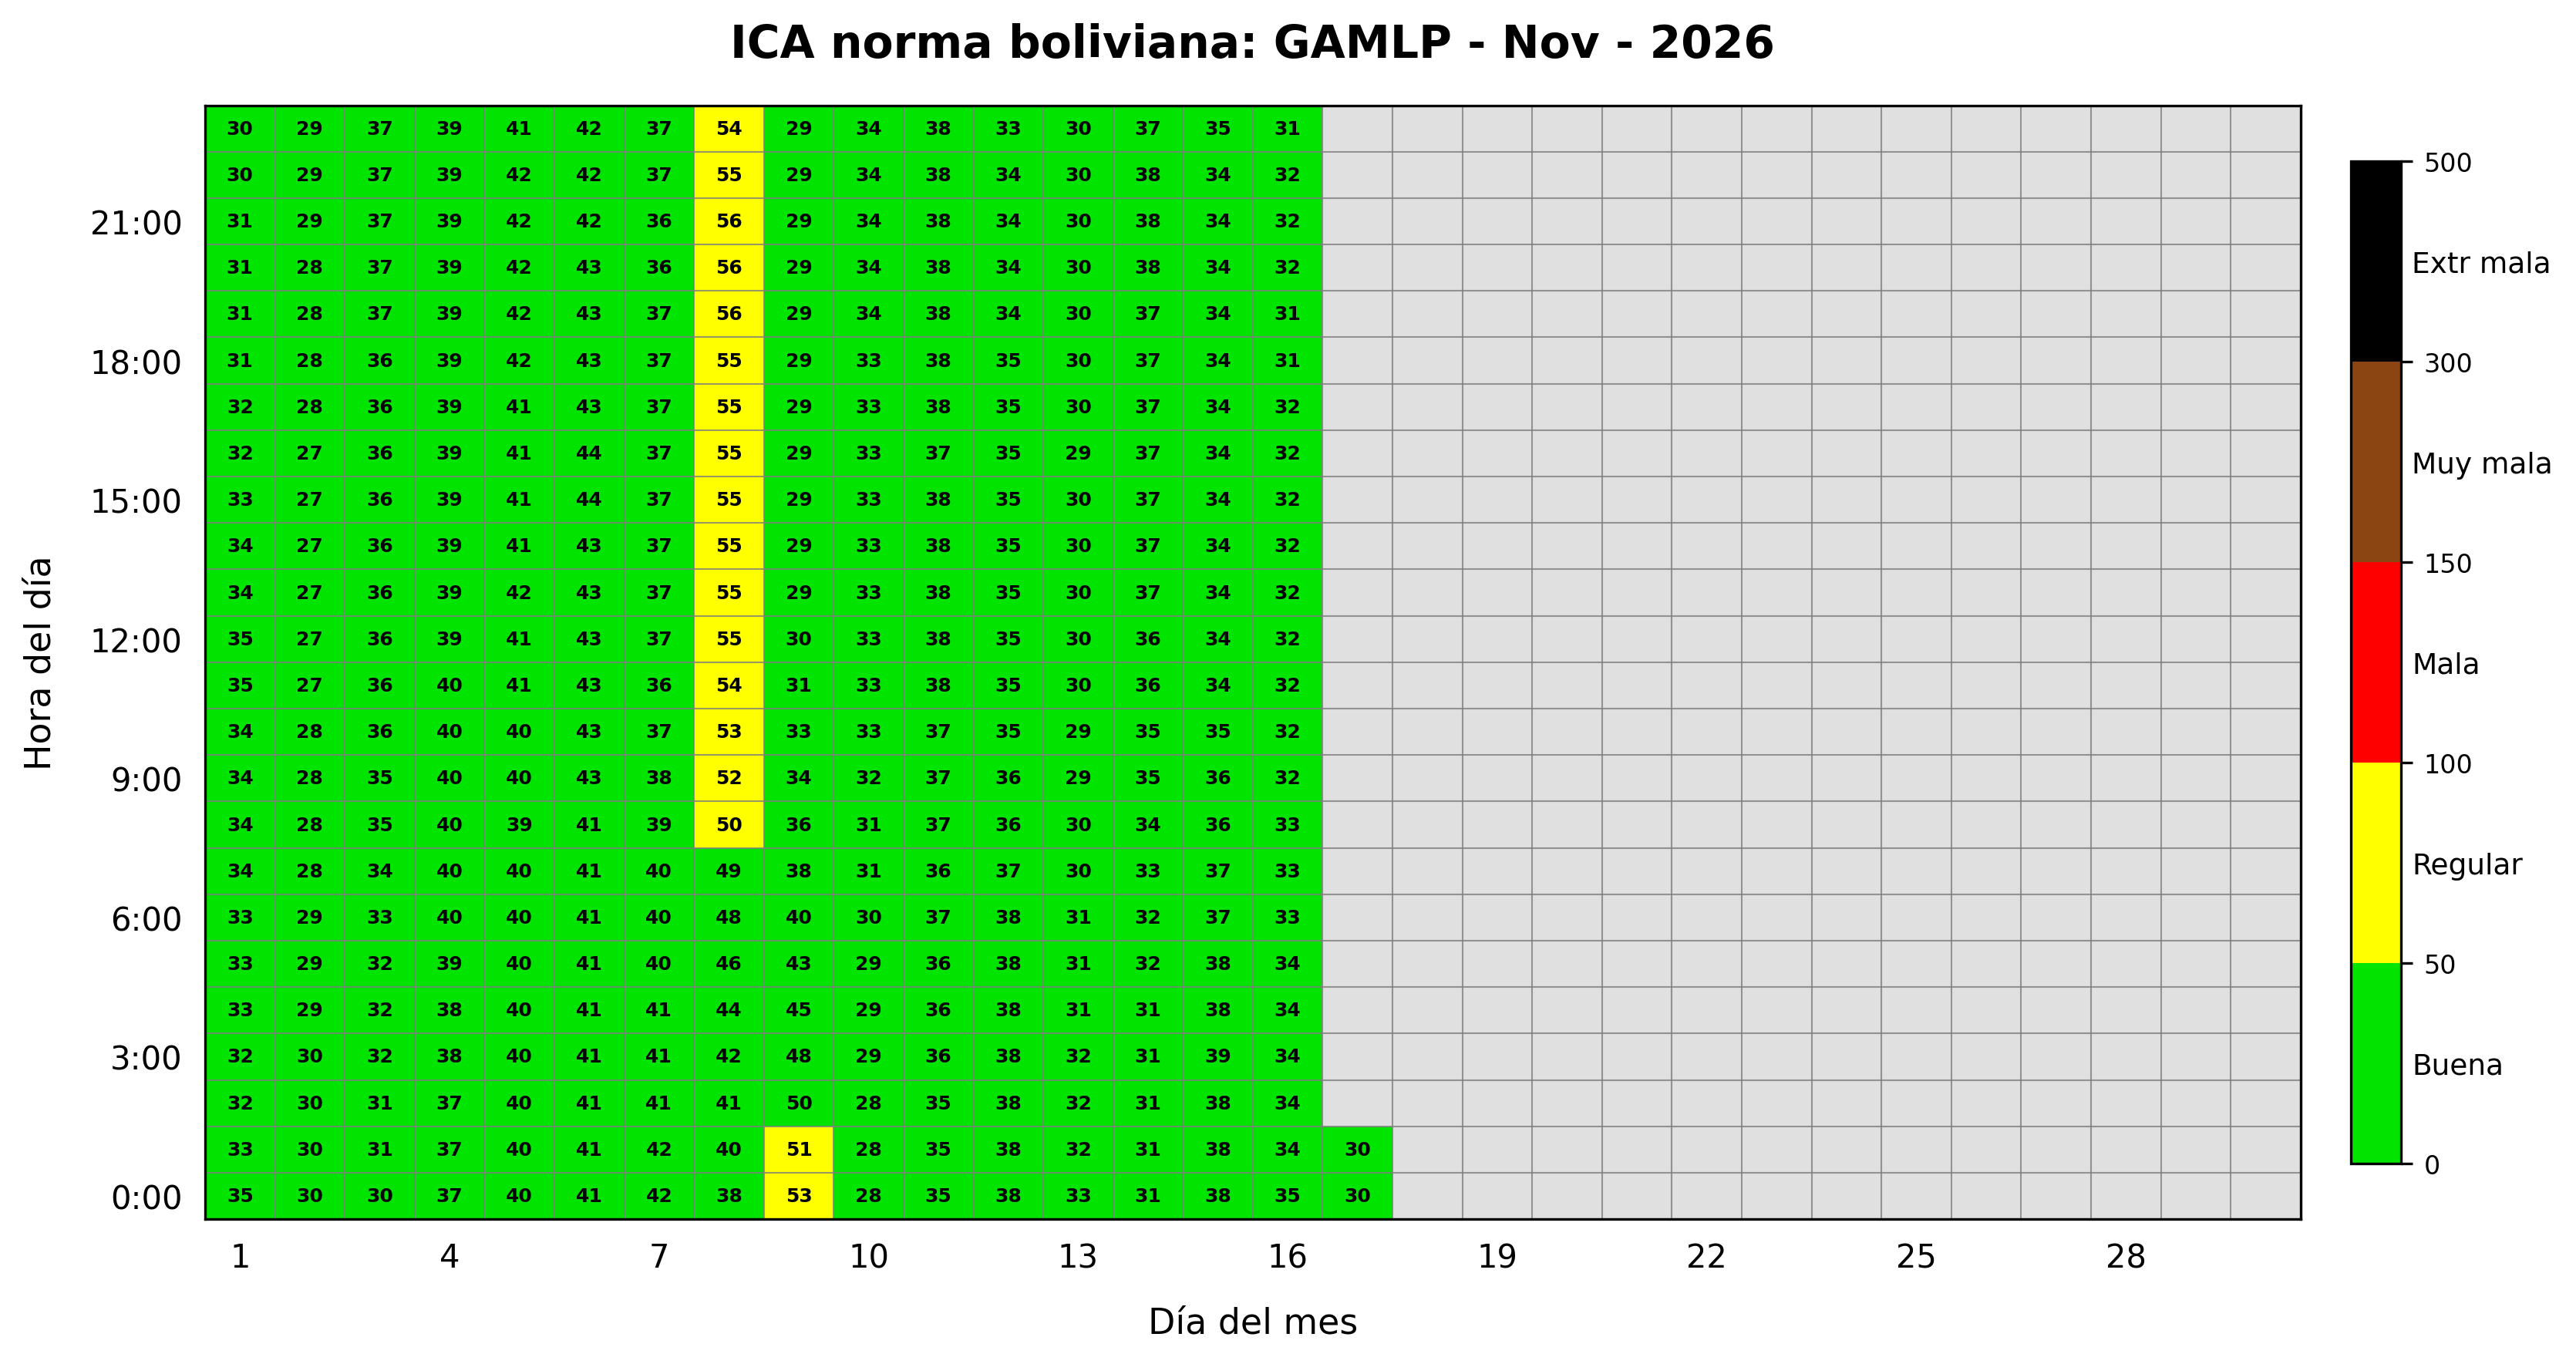 ICA norma boliviana: GAMLP - Nov - 2026
30 29 37 39 41 42 37 54 29 34 38 33 30 37 35 31
30 29 37 39 42 42 37 55 29 34 38 34 30 38 34 32
21:00 31 29 37 39 42 42 36 56 29 34 38 34 30 38 34 32
31 28 37 39 42 43 36 56 29 34 38 34 30 38 34 32
31 28 37 39 42 43 37 56 29 34 38 34 30 37 34 31
18:00 31 28 36 39 42 43 37 55 29 33 38 35 30 37 34 31
32 28 36 39 41 43 37 55 29 33 38 35 30 37 34 32
32 27 36 39 41 44 37 55 29 33 37 35 29 37 34 32
15:00 33 27 36 39 41 44 37 55 29 33 38 35 30 37 34 32
34 27 36 39 41 43 37 55 29 33 38 35 30 37 34 32
34 27 36 39 42 43 37 55 29 33 38 35 30 37 34 32
12:00 35 27 36 39 41 43 37 55 30 33 38 35 30 36 34 32
35 27 36 40 41 43 36 54 31 33 38 35 30 36 34 32
34 28 36 40 40 43 37 53 33 33 37 35 29 35 35 32
9:00 34 28 35 40 40 43 38 52 34 32 37 36 29 35 36 32
34 28 35 40 39 41 39 50 36 31 37 36 30 34 36 33
34 28 34 40 40 41 40 49 38 31 36 37 30 33 37 33
6:00 33 29 33 40 40 41 40 48 40 30 37 38 31 32 37 33
33 29 32 39 40 41 40 46 43 29 36 38 31 32 38 34
33 29 32 38 40 41 41 44 45 29 36 38 31 31 38 34
3:00 32 30 32 38 40 41 41 42 48 29 36 38 32 31 39 34
32 30 31 37 40 41 41 41 50 28 35 38 32 31 38 34
33 30 31 37 40 41 42 40 51 28 35 38 32 31 38 34 30
0:00 35 30 30 37 40 41 42 38 53 28 35 38 33 31 38 35 30
1 4 7 10 13 16 19 22 25 28
Día del mes
Hora del día
500
Extr mala
300
Muy mala
150
Mala
100
Regular
50
Buena
0